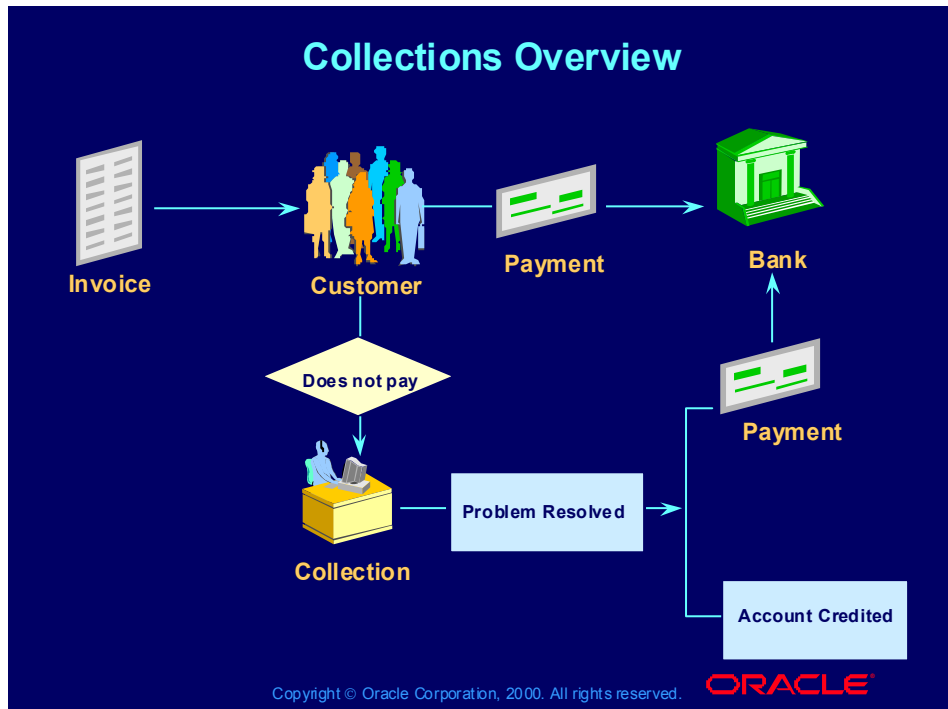 Collections Overview
Invoice
Customer
Payment
Bank
Does not pay
Payment
Collection
Problem Resolved
Account Credited
Copyright © Oracle Corporation, 2000. All rights reserved.
ORACLE®